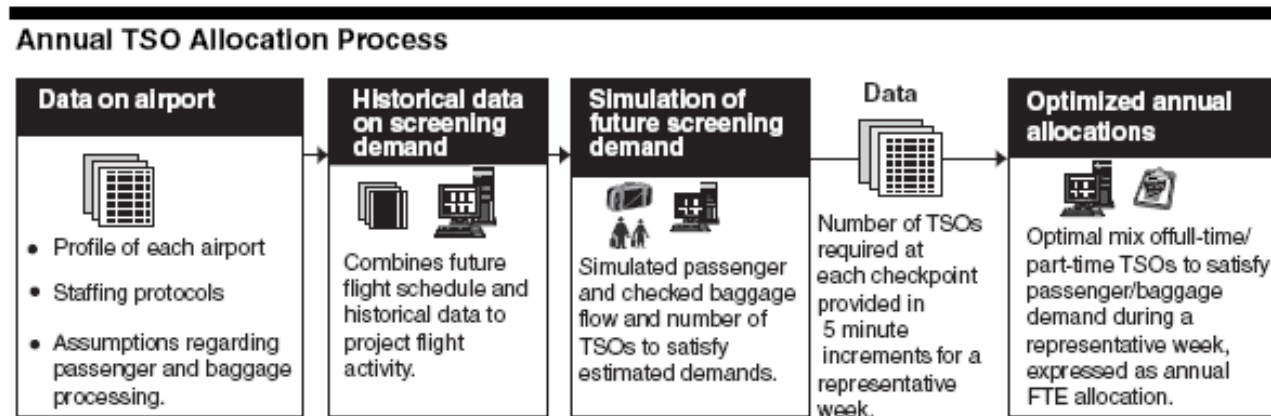 Annual TSO Allocation Process
Data on airport
• Profile of each airport
• Staffing protocols
• Assumptions regarding
passenger and baggage
processing.
Historical data
on screening
demand
Combines future
flight schedule and
historical data to
project flight
activity.
Simulation of
future screening
demand
Simulated passenger
and checked baggage
flow and number of
TSOs to satisfy
estimated demands.
Data
Number of TSOs
required at
each checkpoint
provided in
5 minute
increments for a
representative
week.
Optimized annual
allocations
Optimal mix offull-time/
part-time TSOs to satisfy
passenger/baggage
demand during a
representative week,
expressed as annual
FTE allocation.